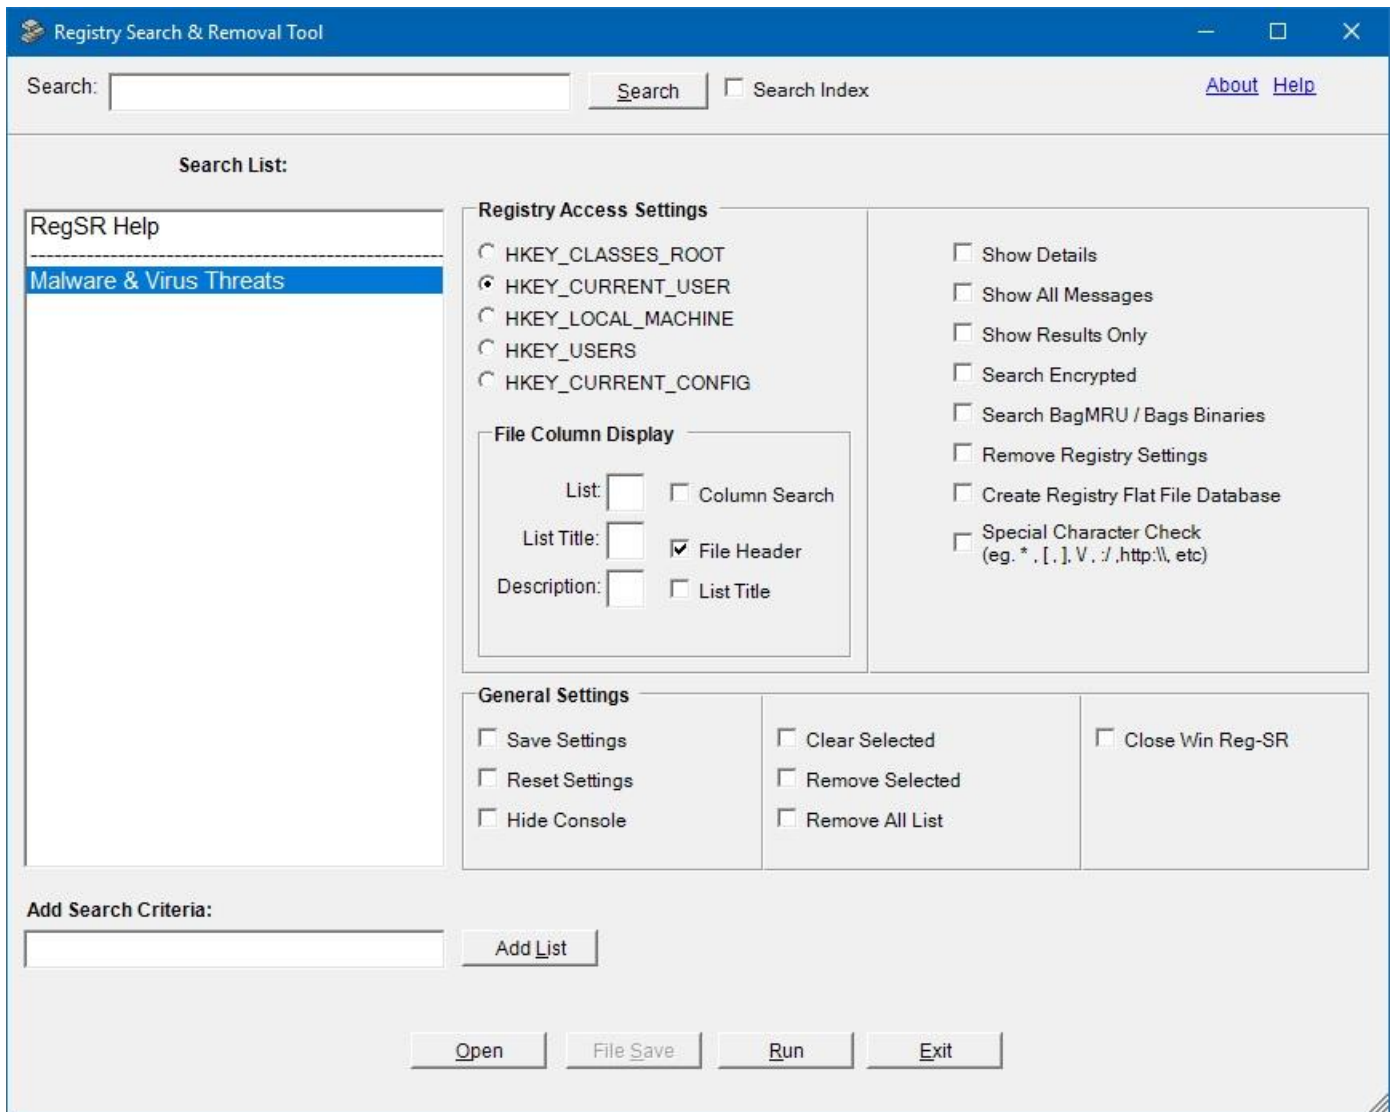 Registry Search & Removal Tool
Search: Search Search Index About Help
Search List:
RegSR Help
--------------------------------------------------
Malware & Virus Threats
Registry Access Settings
HKEY_CLASSES_ROOT
HKEY_CURRENT_USER
HKEY_LOCAL_MACHINE
HKEY_USERS
HKEY_CURRENT_CONFIG
File Column Display
List: Column Search
List Title: File Header
Description: List Title
Show Details
Show All Messages
Show Results Only
Search Encrypted
Search BagMRU / Bags Binaries
Remove Registry Settings
Create Registry Flat File Database
Special Character Check
(eg. * , [ , ], \/ , :/ ,http:\\, etc)
General Settings
Save Settings
Reset Settings
Hide Console
Clear Selected
Remove Selected
Remove All List
Close Win Reg-SR
Add Search Criteria:
Add List
Open File Save Run Exit